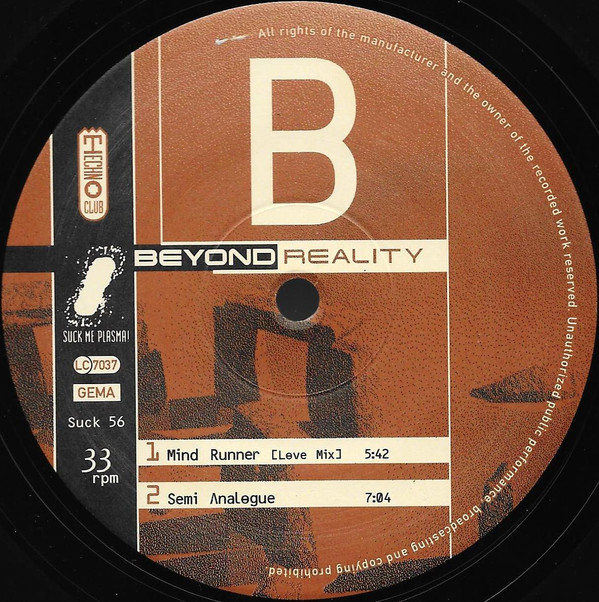 All rights of the manufacturer and the owner of the recorded work reserved. Unauthorized public performance, broadcasting and copying prohibited.
B
TECHNO
CLUB
BEYOND REALITY
SUCK ME PLASMA!
LC 7037
GEMA
Suck 56
33
rpm
1 Mind Runner [Love Mix] 5:42
2 Semi Analogue 7:04